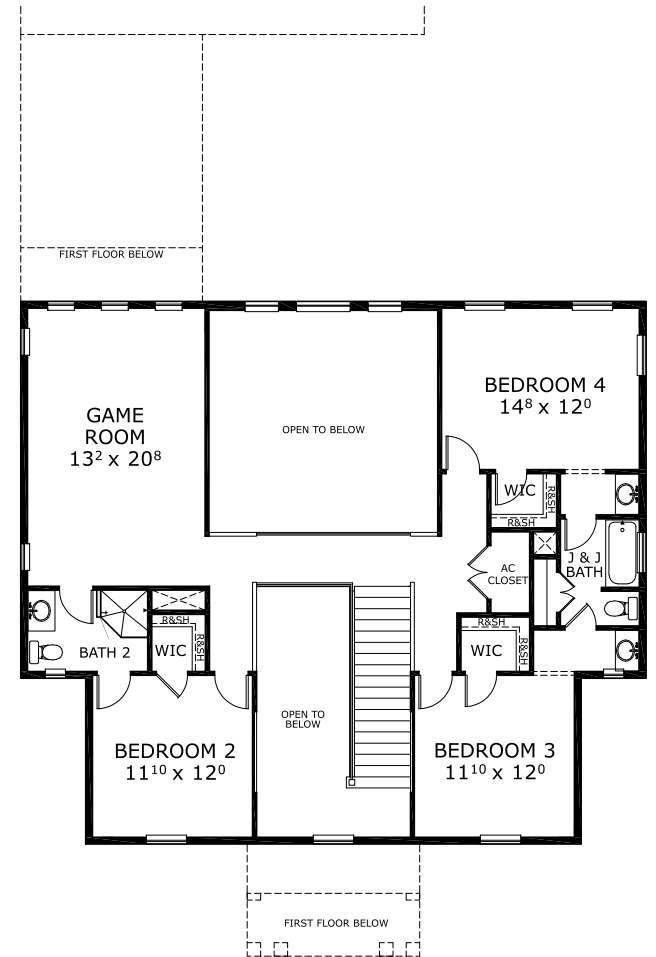 FIRST FLOOR BELOW
GAME
ROOM
13² x 20⁸
OPEN TO BELOW
BEDROOM 4
14⁸ x 12⁰
WIC
R&SH
R&SH
AC
CLOSET
J & J
BATH
BATH 2
R&SH
WIC
R&SH
R&SH
WIC
R&SH
OPEN TO
BELOW
BEDROOM 2
11¹⁰ x 12⁰
BEDROOM 3
11¹⁰ x 12⁰
FIRST FLOOR BELOW